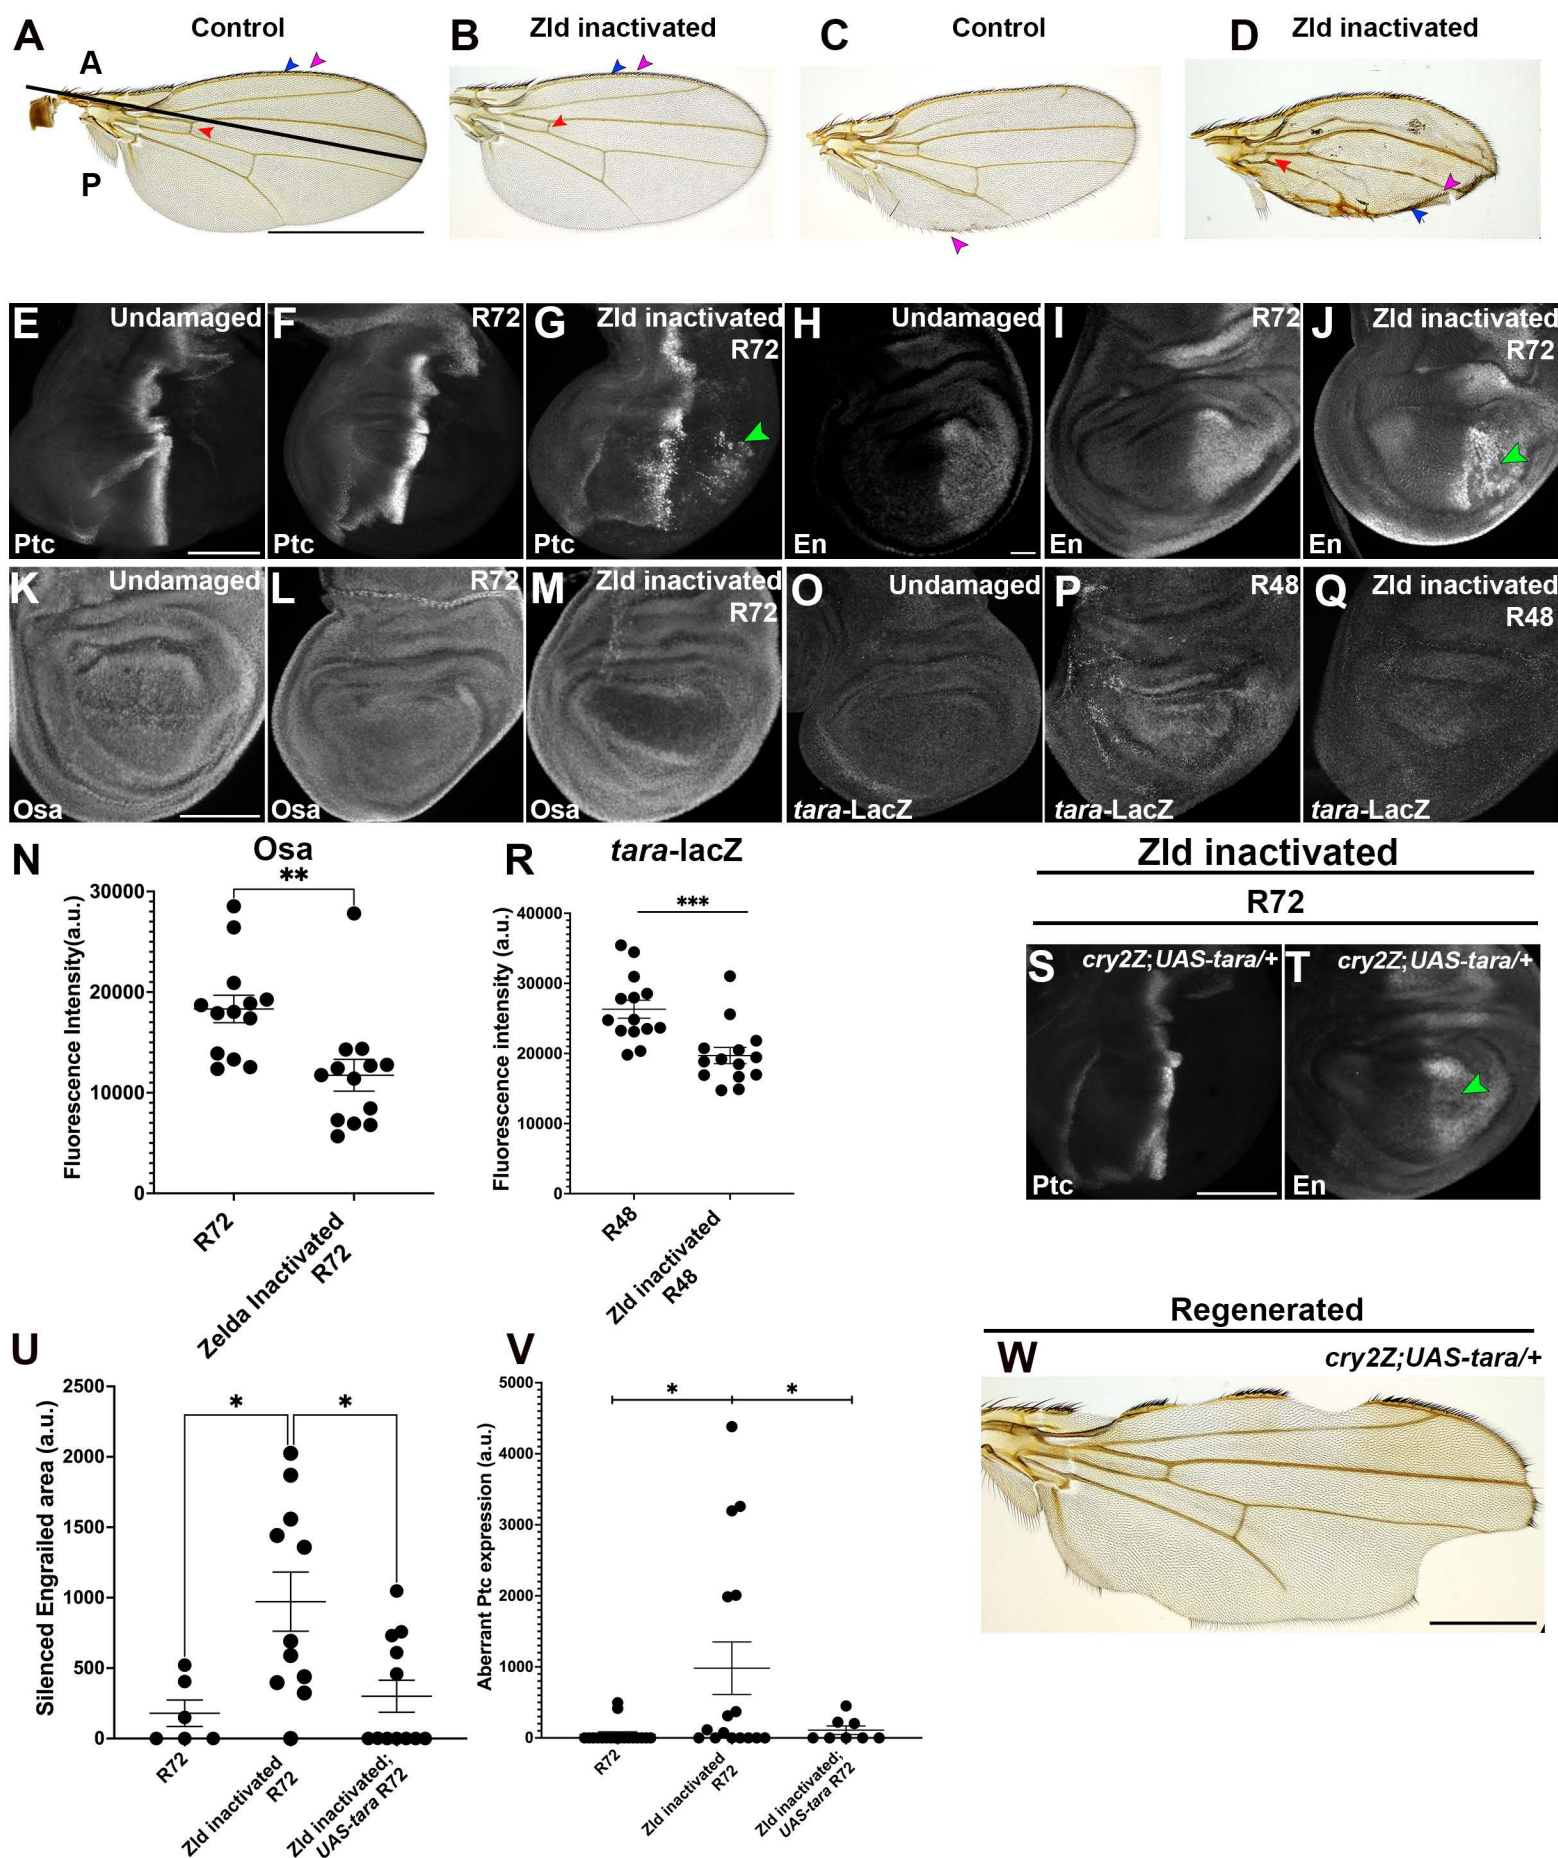 A
Control
A
P
B
Zld inactivated
C
Control
D
Zld inactivated
E
Undamaged
Ptc
F
R72
Ptc
G
Zld inactivated
R72
Ptc
H
Undamaged
En
I
R72
En
J
Zld inactivated
R72
En
K
Undamaged
Osa
L
R72
Osa
M
Zld inactivated
R72
Osa
O
Undamaged
tara-LacZ
P
R48
tara-LacZ
Q
Zld inactivated
R48
tara-LacZ
N
Osa
**
Fluorescence Intensity(a.u.)
30000
20000
10000
0
R72
Zelda Inactivated
R72
R
tara-lacZ
***
Fluorescence intensity (a.u.)
40000
30000
20000
10000
0
R48
Zld inactivated
R48
Zld inactivated
R72
S
cry2Z;UAS-tara/+
Ptc
T
cry2Z;UAS-tara/+
En
U
*
*
Silenced Engrailed area (a.u.)
2500
2000
1500
1000
500
0
R72
Zld inactivated
R72
Zld inactivated;
UAS-tara R72
V
*
*
Aberrant Ptc expression (a.u.)
5000
4000
3000
2000
1000
0
R72
Zld inactivated
R72
Zld inactivated;
UAS-tara R72
Regenerated
W
cry2Z;UAS-tara/+